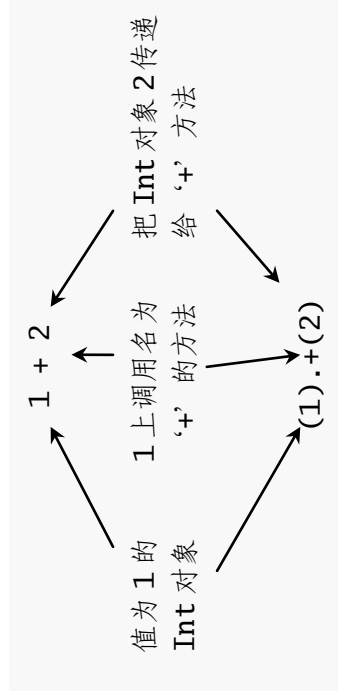 1 + 2
值为 1 的
Int 对象
1 上调用名为
‘+’ 的方法
把 Int 对象 2 传递
给 ‘+’ 方法
(1).+(2)